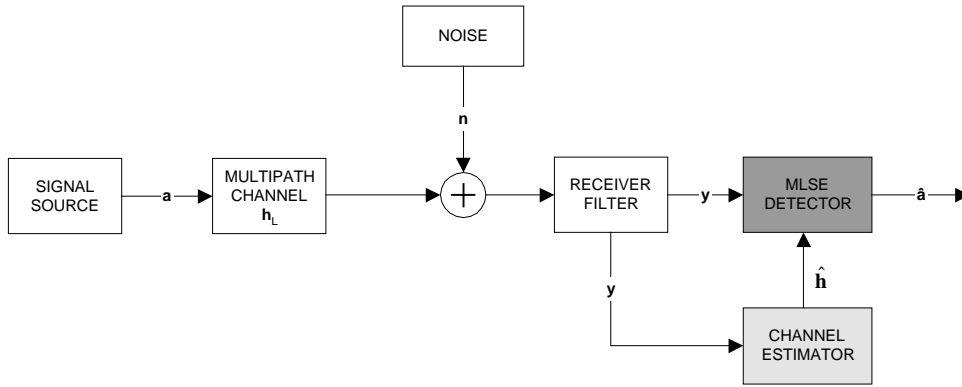 NOISE
n
SIGNAL
SOURCE
a
MULTIPATH
CHANNEL
h_L
+
RECEIVER
FILTER
y
MLSE
DETECTOR
â
y
ĥ
CHANNEL
ESTIMATOR